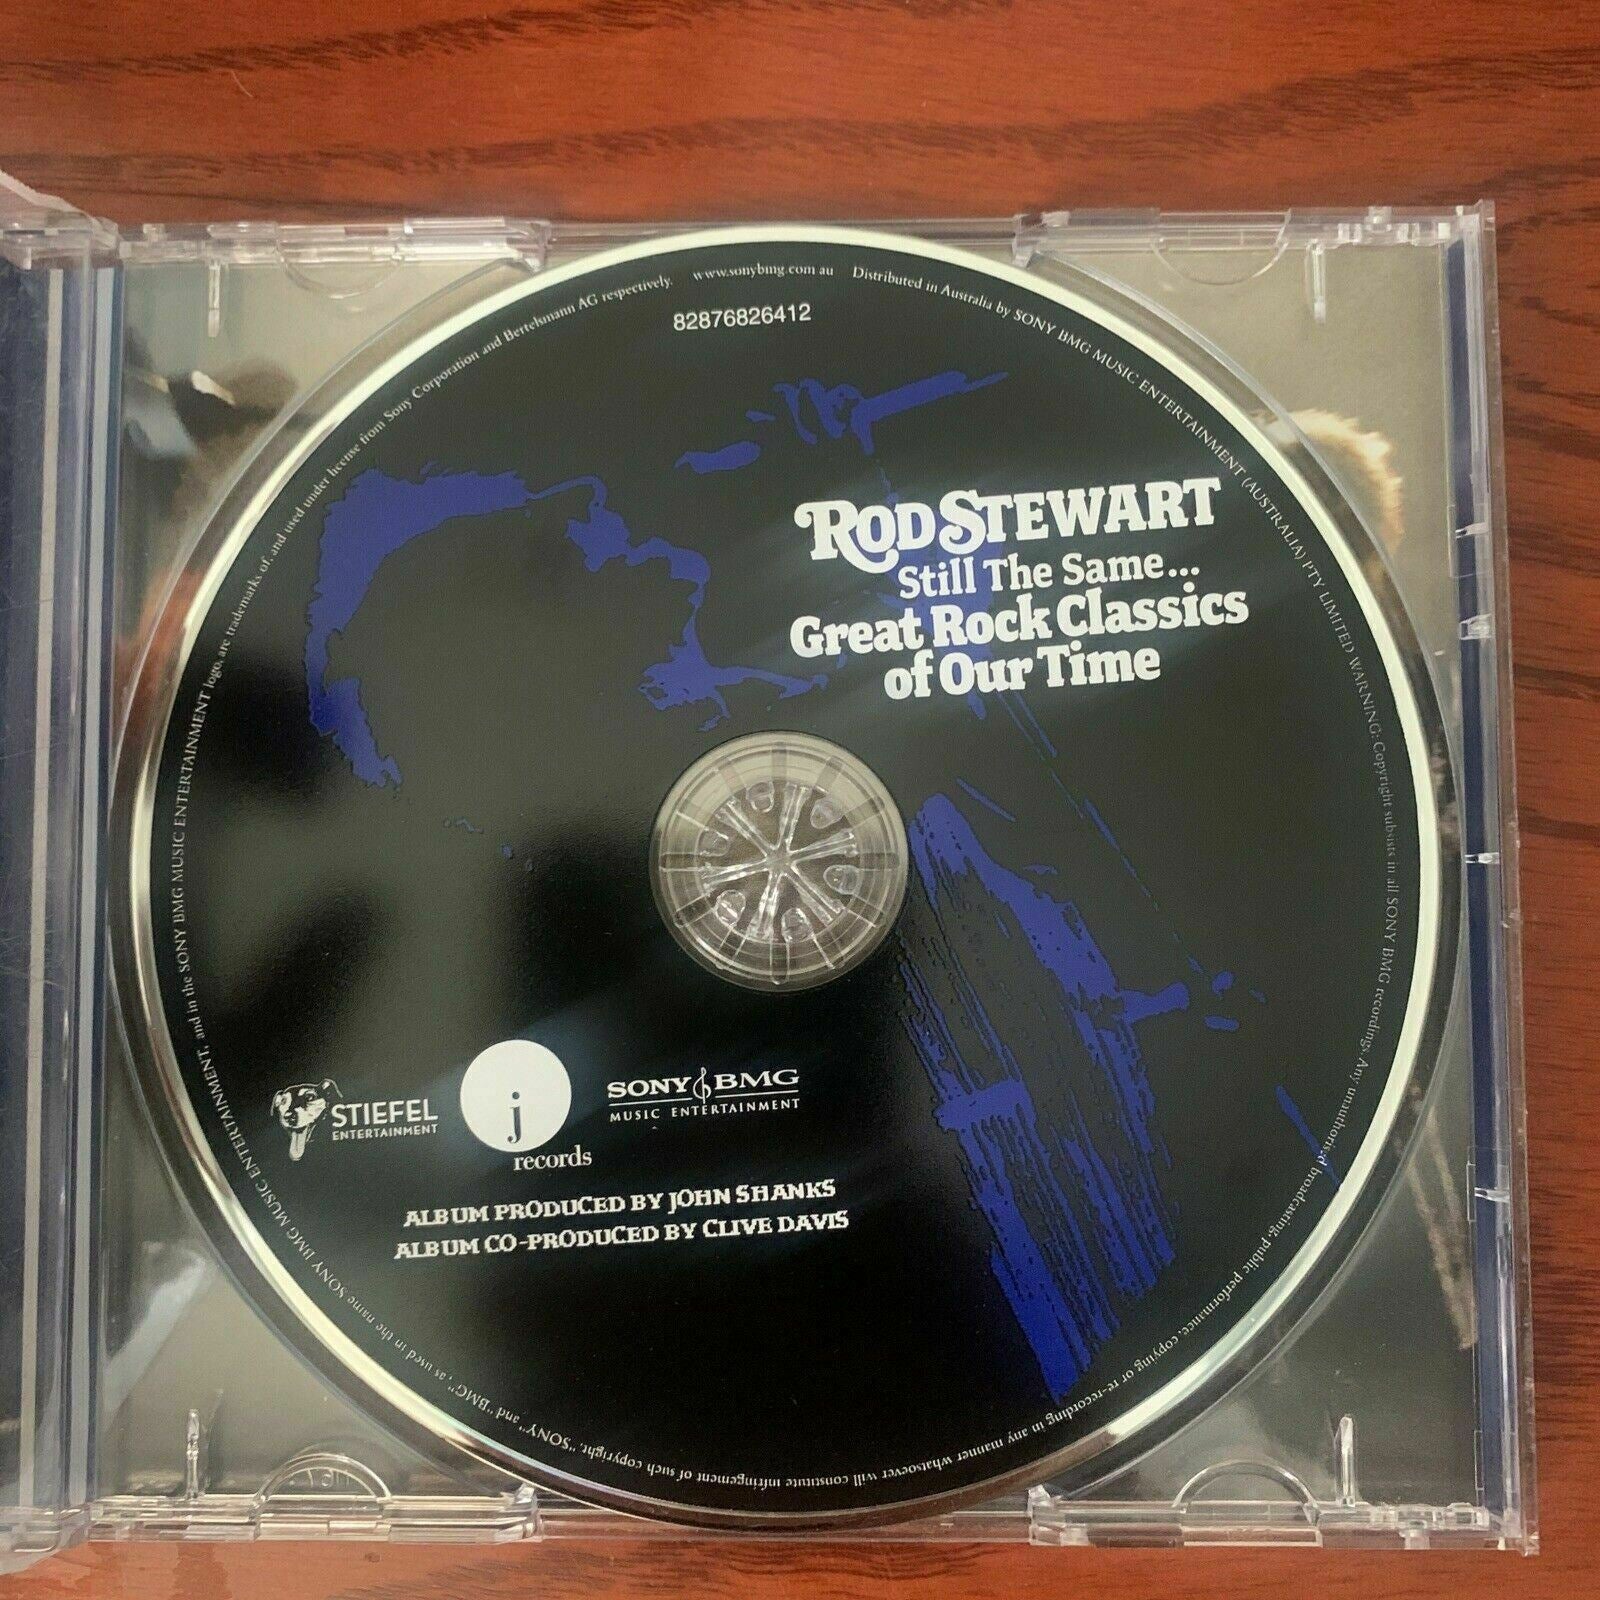 82876826412
ROD STEWART
Still The Same...
Great Rock Classics
of Our Time
STIEFEL
ENTERTAINMENT
j
records
SONY BMG
MUSIC ENTERTAINMENT
ALBUM PRODUCED BY JOHN SHANKS
ALBUM CO-PRODUCED BY CLIVE DAVIS
www.sonybmg.com.au Distributed in Australia by SONY BMG MUSIC ENTERTAINMENT (AUSTRALIA) PTY LIMITED WARNING: Copyright subsists in all SONY BMG recordings. Any unauthorised broadcasting, public performance, copying or re-recording in any manner whatsoever will constitute infringement of such copyright. "SONY" and "BMG", as used in the name SONY BMG MUSIC ENTERTAINMENT, and in the SONY BMG MUSIC ENTERTAINMENT logo, are trademarks of, and used under license from Sony Corporation and Bertelsmann AG respectively.